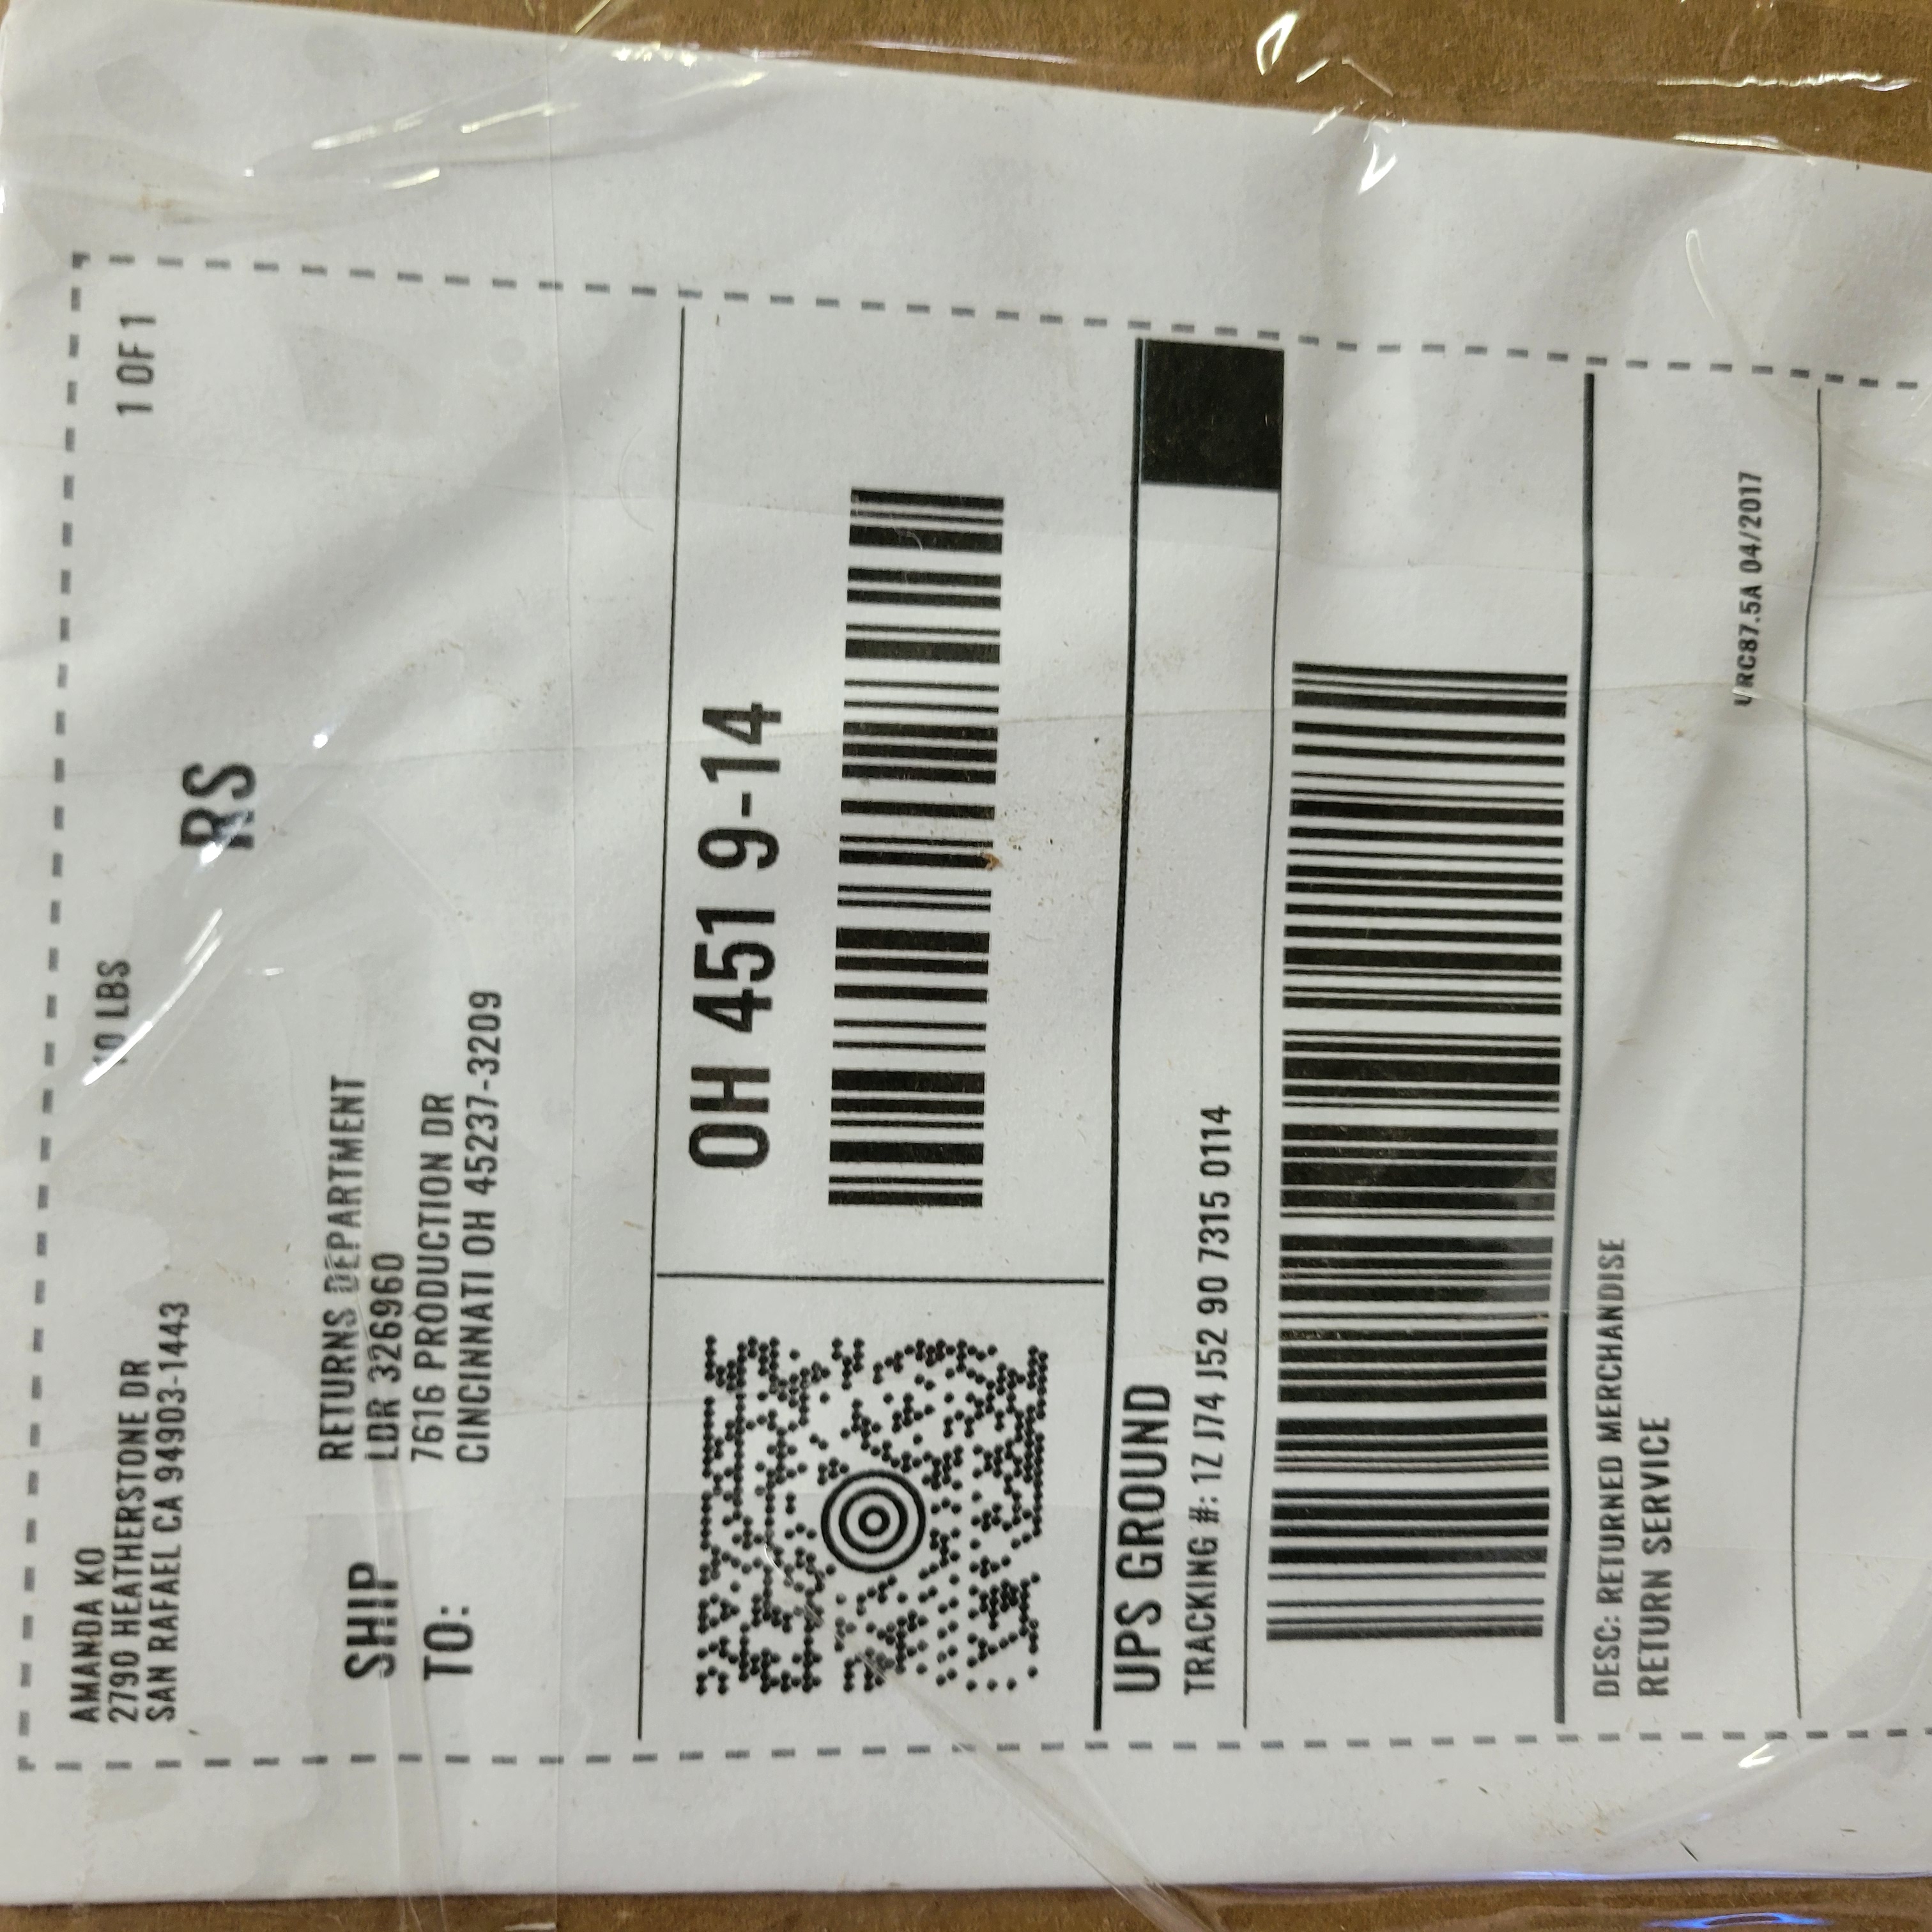 AMANDA KO
2790 HEATHERSTONE DR
SAN RAFAEL CA 94903-1443
10 LBS
1 OF 1
RS
SHIP
TO:
RETURNS DEPARTMENT
LDR 326960
7616 PRODUCTION DR
CINCINNATI OH 45237-3209
OH 451 9-14
UPS GROUND
TRACKING #: 1Z J74 J52 90 7315 0114
DESC: RETURNED MERCHANDISE
RETURN SERVICE
04/2017